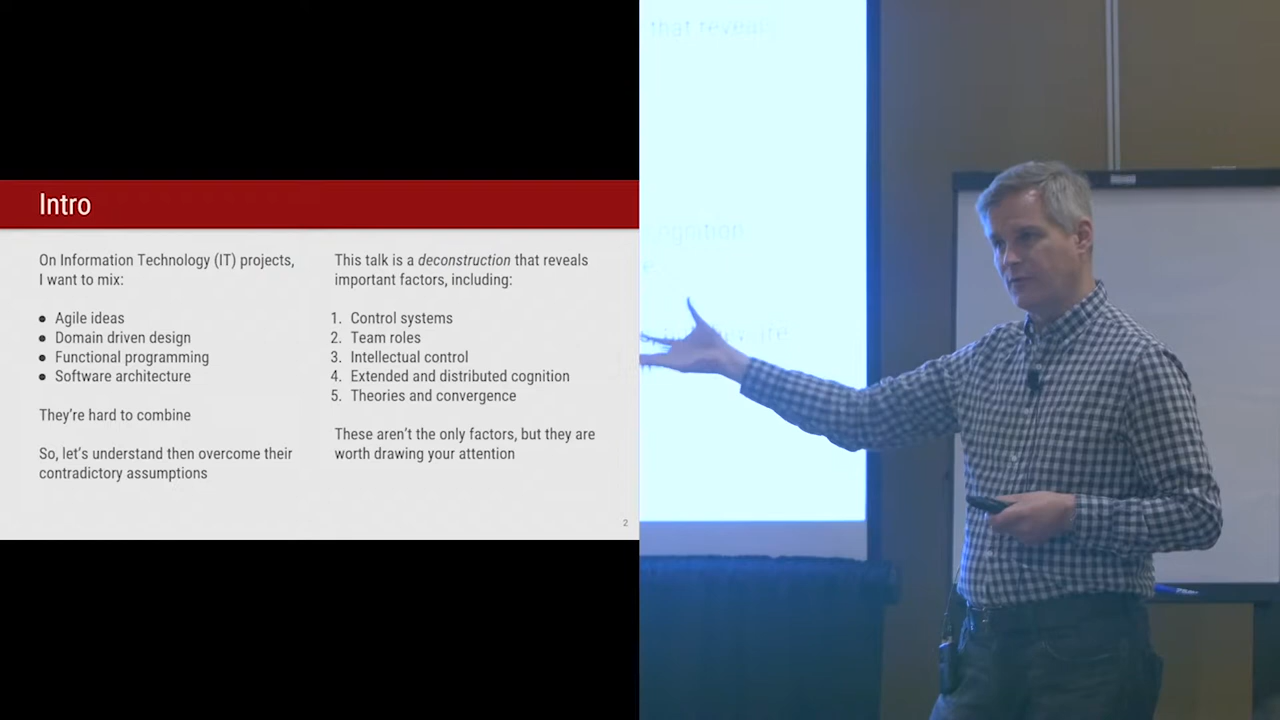 Intro
On Information Technology (IT) projects,
I want to mix:
● Agile ideas
● Domain driven design
● Functional programming
● Software architecture
They're hard to combine
So, let's understand then overcome their
contradictory assumptions
This talk is a deconstruction that reveals
important factors, including:
1. Control systems
2. Team roles
3. Intellectual control
4. Extended and distributed cognition
5. Theories and convergence
These aren't the only factors, but they are
worth drawing your attention
2
that reveals
cognition